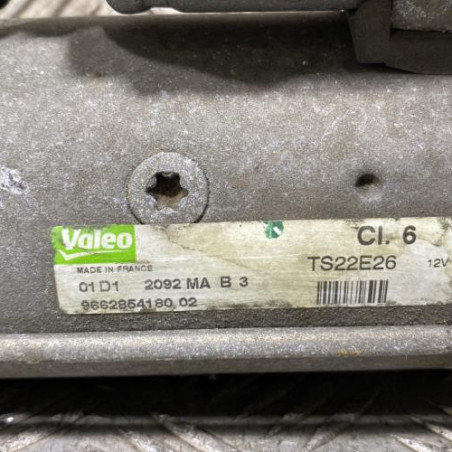 Valeo
Cl. 6
MADE IN FRANCE
TS22E26 12V
01 D1 2092 MA B 3
9662854180 02